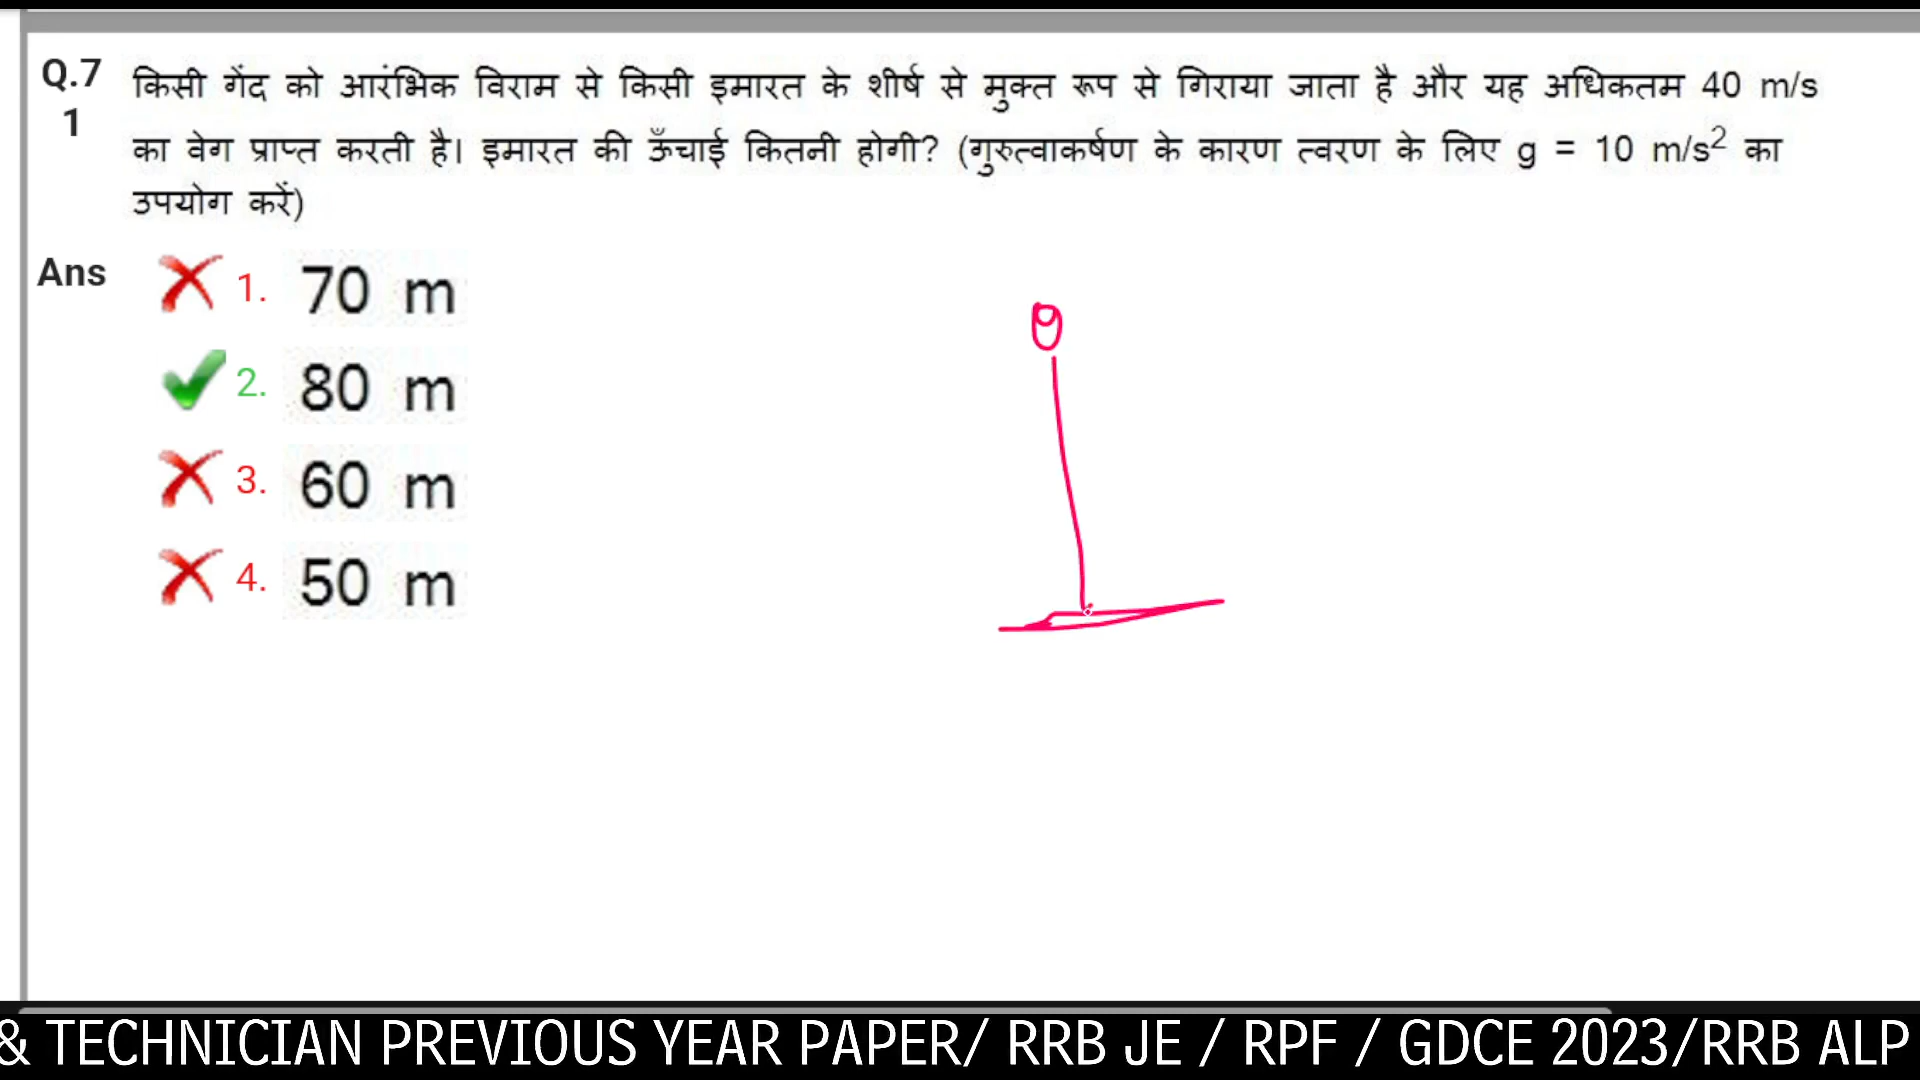 Q.7
1
किसी गेंद को आरंभिक विराम से किसी इमारत के शीर्ष से मुक्त रूप से गिराया जाता है और यह अधिकतम 40 m/s
का वेग प्राप्त करती है। इमारत की ऊँचाई कितनी होगी? (गुरुत्वाकर्षण के कारण त्वरण के लिए g = 10 m/s² का
उपयोग करें)
Ans
1. 70 m
2. 80 m
3. 60 m
4. 50 m
& TECHNICIAN PREVIOUS YEAR PAPER/ RRB JE / RPF / GDCE 2023/RRB ALP